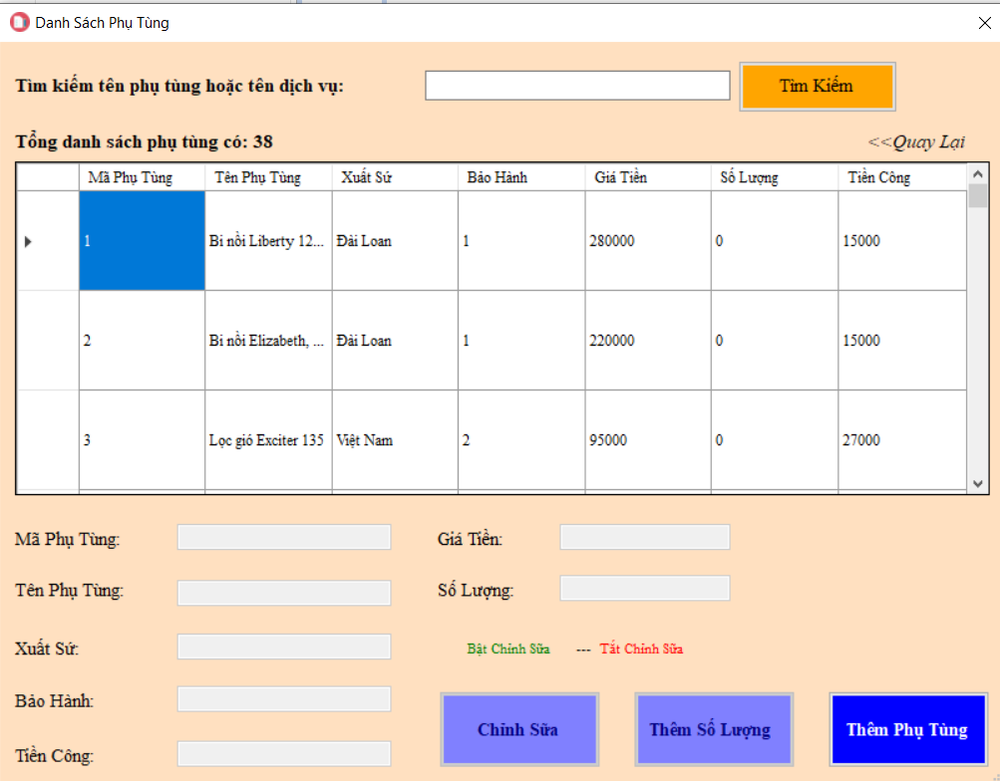 Danh Sách Phụ Tùng
Tìm kiếm tên phụ tùng hoặc tên dịch vụ:
Tìm Kiếm
Tổng danh sách phụ tùng có: 38
<<Quay Lại
Mã Phụ Tùng Tên Phụ Tùng Xuất Sứ Bảo Hành Giá Tiền Số Lượng Tiền Công
1 Bi nồi Liberty 12... Đài Loan 1 280000 0 15000
2 Bi nồi Elizabeth, ... Đài Loan 1 220000 0 15000
3 Lọc gió Exciter 135 Việt Nam 2 95000 0 27000
Mã Phụ Tùng: Giá Tiền:
Tên Phụ Tùng: Số Lượng:
Xuất Sứ: Bật Chỉnh Sữa --- Tắt Chỉnh Sữa
Bảo Hành:
Tiền Công:
Chỉnh Sữa Thêm Số Lượng Thêm Phụ Tùng